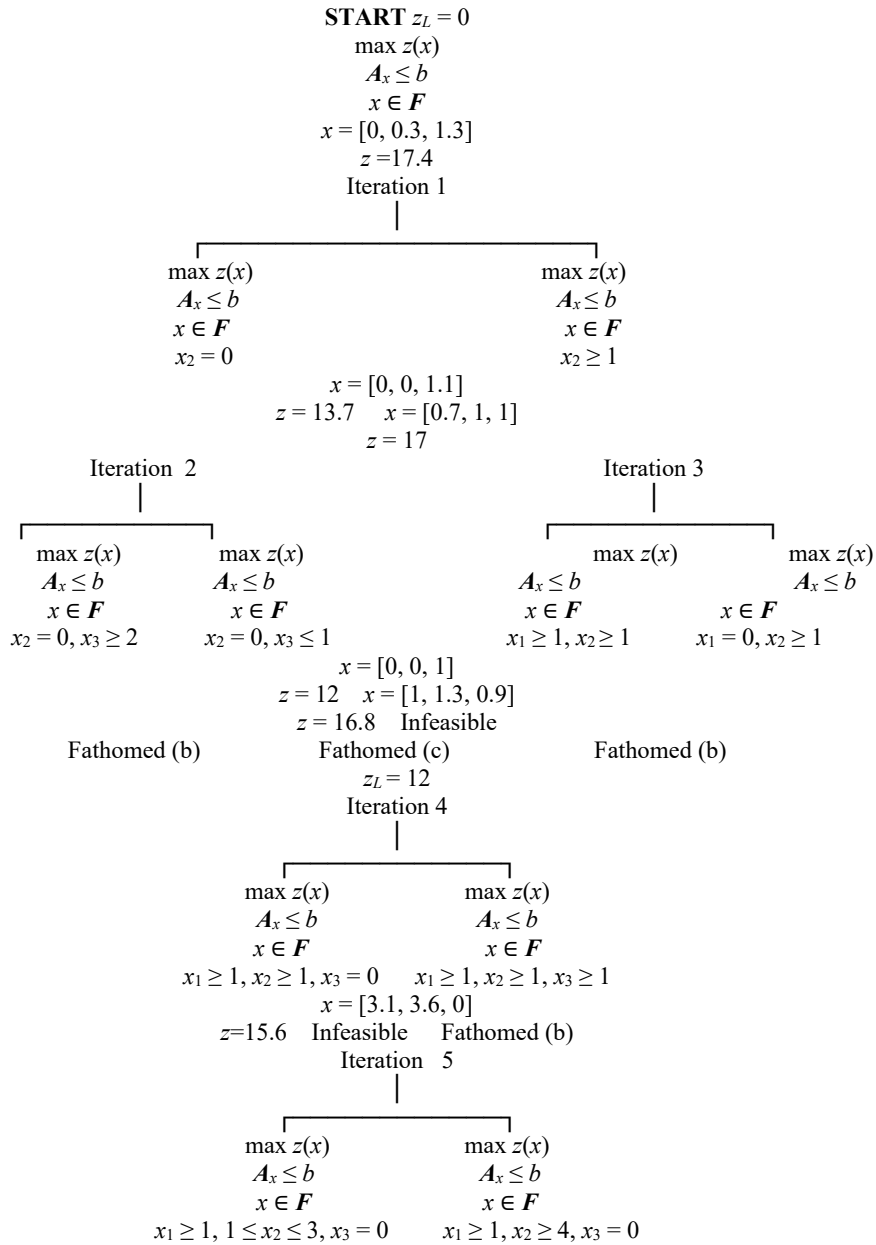 START z_L = 0
max z(x)
A_x ≤ b
x ∈ F
x = [0, 0.3, 1.3]
z =17.4
Iteration 1
max z(x) max z(x)
A_x ≤ b A_x ≤ b
x ∈ F x ∈ F
x₂ = 0 x₂ ≥ 1
x = [0, 0, 1.1]
z = 13.7 x = [0.7, 1, 1]
z = 17
Iteration 2 Iteration 3
max z(x) max z(x) max z(x) max z(x)
A_x ≤ b A_x ≤ b A_x ≤ b A_x ≤ b
x ∈ F x ∈ F x ∈ F x ∈ F
x₂ = 0, x₃ ≥ 2 x₂ = 0, x₃ ≤ 1 x₁ ≥ 1, x₂ ≥ 1 x₁ = 0, x₂ ≥ 1
x = [0, 0, 1]
z = 12 x = [1, 1.3, 0.9]
z = 16.8 Infeasible
Fathomed (b) Fathomed (c) Fathomed (b)
z_L = 12
Iteration 4
max z(x) max z(x)
A_x ≤ b A_x ≤ b
x ∈ F x ∈ F
x₁ ≥ 1, x₂ ≥ 1, x₃ = 0 x₁ ≥ 1, x₂ ≥ 1, x₃ ≥ 1
x = [3.1, 3.6, 0]
z=15.6 Infeasible Fathomed (b)
Iteration 5
max z(x) max z(x)
A_x ≤ b A_x ≤ b
x ∈ F x ∈ F
x₁ ≥ 1, 1 ≤ x₂ ≤ 3, x₃ = 0 x₁ ≥ 1, x₂ ≥ 4, x₃ = 0